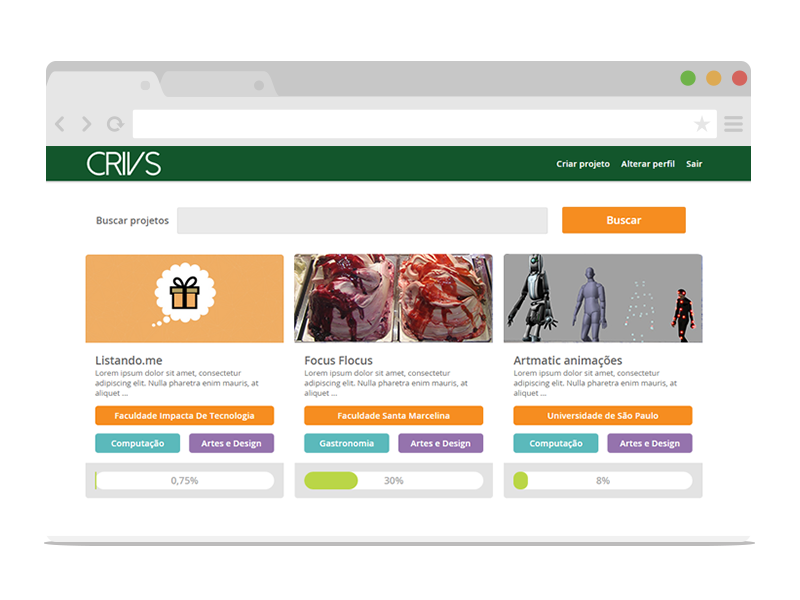 CRIVS
Criar projeto Alterar perfil Sair
Buscar projetos Buscar
Listando.me
Lorem ipsum dolor sit amet, consectetur
adipiscing elit. Nulla pharetra enim mauris, at
aliquet ...
Faculdade Impacta De Tecnologia
Computação Artes e Design
0,75%
Focus Flocus
Lorem ipsum dolor sit amet, consectetur
adipiscing elit. Nulla pharetra enim mauris, at
aliquet ...
Faculdade Santa Marcelina
Gastronomia Artes e Design
30%
Artmatic animações
Lorem ipsum dolor sit amet, consectetur
adipiscing elit. Nulla pharetra enim mauris, at
aliquet ...
Universidade de São Paulo
Computação Artes e Design
8%